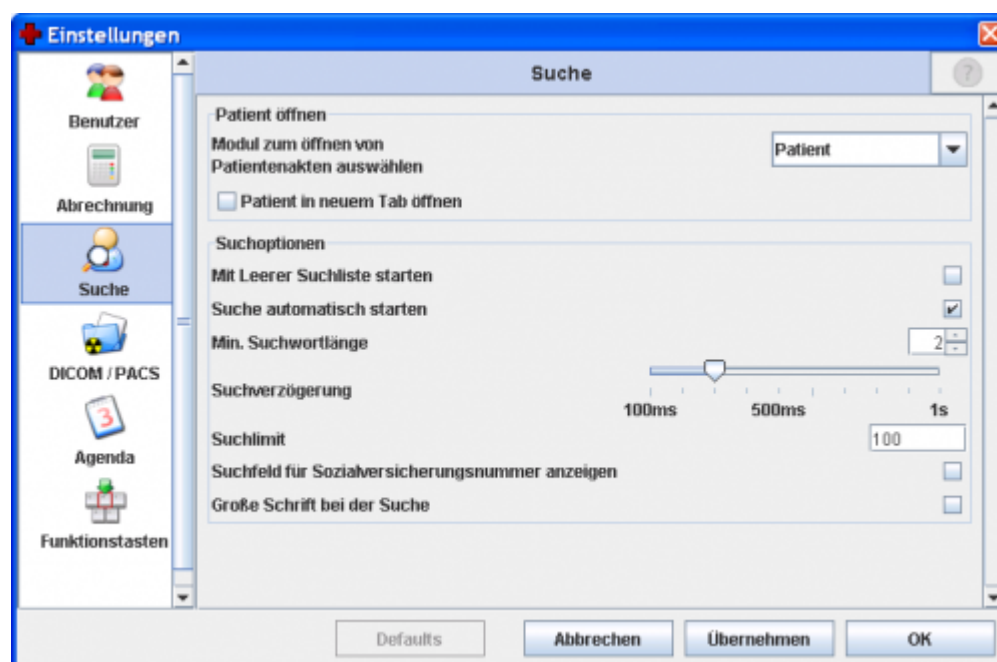 Einstellungen
Benutzer
Abrechnung
Suche
DICOM / PACS
3
Agenda
Funktionstasten
Suche
?
Patient öffnen
Modul zum öffnen von
Patientenakten auswählen
Patient
Patient in neuem Tab öffnen
Suchoptionen
Mit Leerer Suchliste starten
Suche automatisch starten
Min. Suchwortlänge
2
Suchverzögerung
100ms 500ms 1s
Suchlimit
100
Suchfeld für Sozialversicherungsnummer anzeigen
Große Schrift bei der Suche
Defaults
Abbrechen
Übernehmen
OK